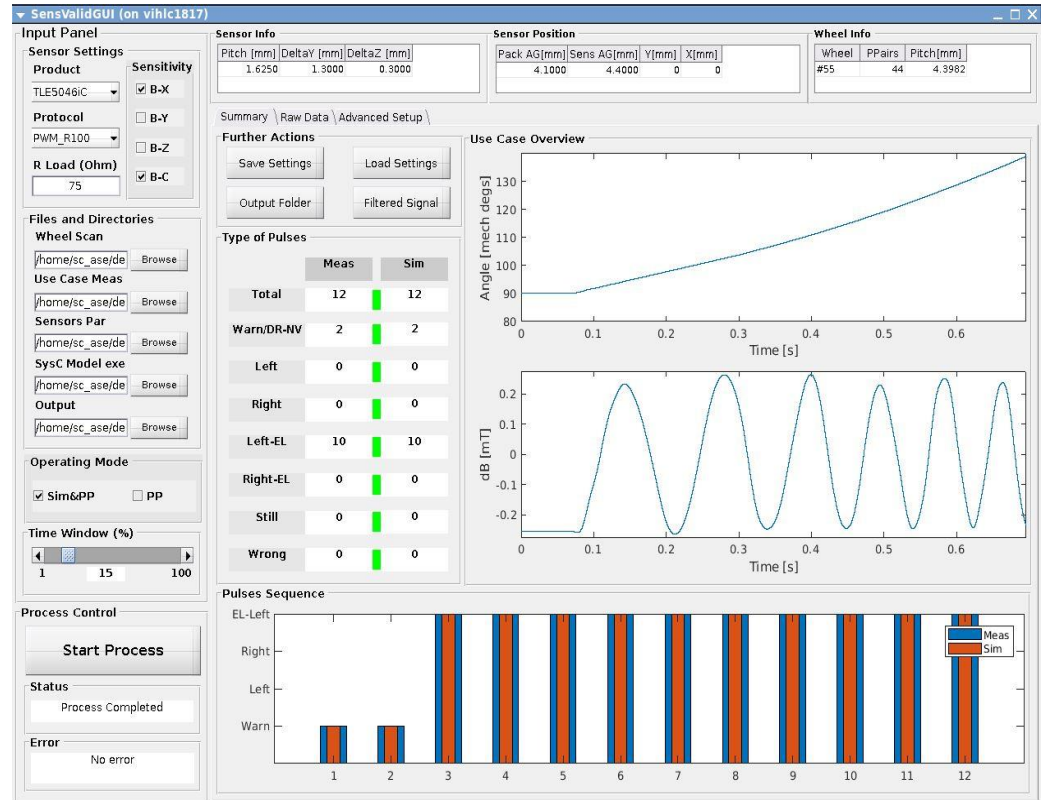 SensValidGUI (on vihlc1817)
Input Panel
Sensor Settings
Product
TLE5046iC
Protocol
PWM_R100
R Load (Ohm)
75
Sensitivity
B-X
B-Y
B-Z
B-C
Files and Directories
Wheel Scan
/home/sc_ase/de Browse
Use Case Meas
/home/sc_ase/de Browse
Sensors Par
/home/sc_ase/de Browse
SysC Model exe
/home/sc_ase/de Browse
Output
/home/sc_ase/de Browse
Operating Mode
Sim&PP PP
Time Window (%)
1 15 100
Process Control
Start Process
Status
Process Completed
Error
No error
Sensor Info
Pitch [mm] DeltaY [mm] DeltaZ [mm]
1.6250 1.3000 0.3000
Sensor Position
Pack AG[mm] Sens AG[mm] Y[mm] X[mm]
4.1000 4.4000 0 0
Wheel Info
Wheel PPairs Pitch[mm]
#55 44 4.3982
Summary Raw Data Advanced Setup
Further Actions
Save Settings Load Settings
Output Folder Filtered Signal
Type of Pulses
Meas Sim
Total 12 12
Warn/DR-NV 2 2
Left 0 0
Right 0 0
Left-EL 10 10
Right-EL 0 0
Still 0 0
Wrong 0 0
Use Case Overview
Angle [mech degs]
130
120
110
100
90
80
0 0.1 0.2 0.3 0.4 0.5 0.6
Time [s]
dB [mT]
0.2
0.1
0
-0.1
-0.2
0 0.1 0.2 0.3 0.4 0.5 0.6
Time [s]
Pulses Sequence
EL-Left
Right
Left
Warn
Meas
Sim
1 2 3 4 5 6 7 8 9 10 11 12